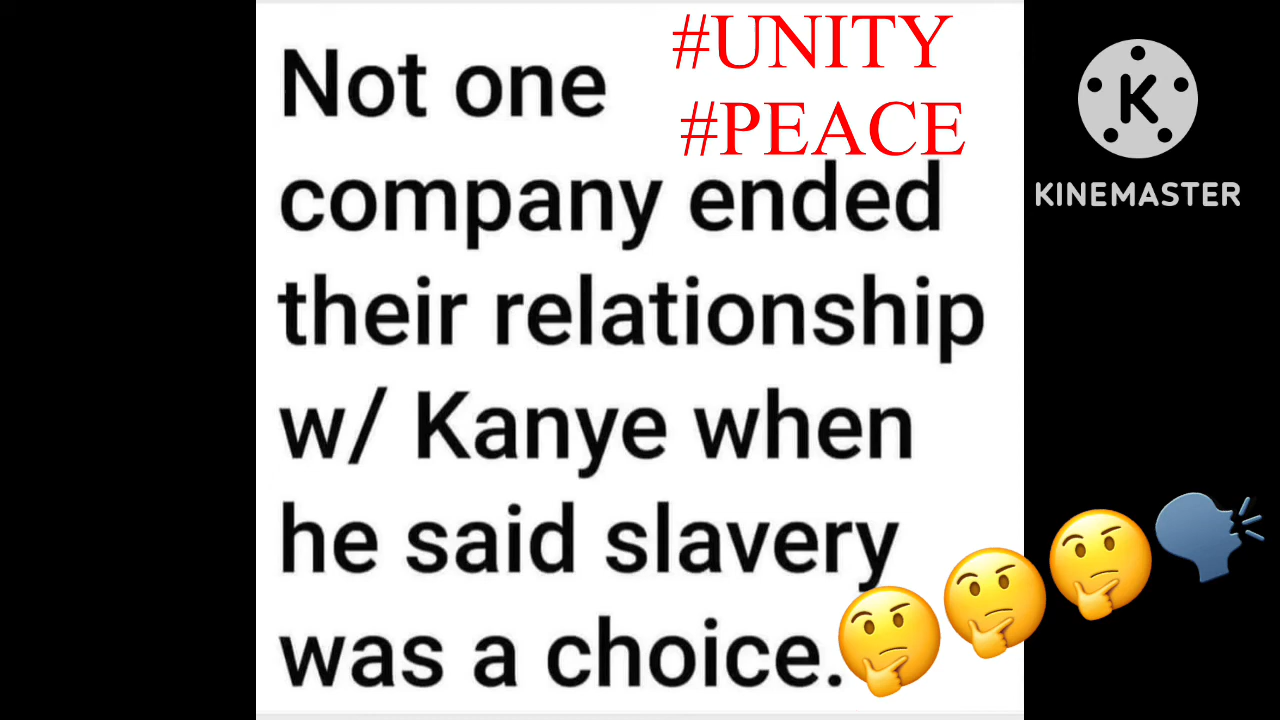 #UNITY
#PEACE
Not one
company ended
their relationship
w/ Kanye when
he said slavery
was a choice.
K
KINEMASTER